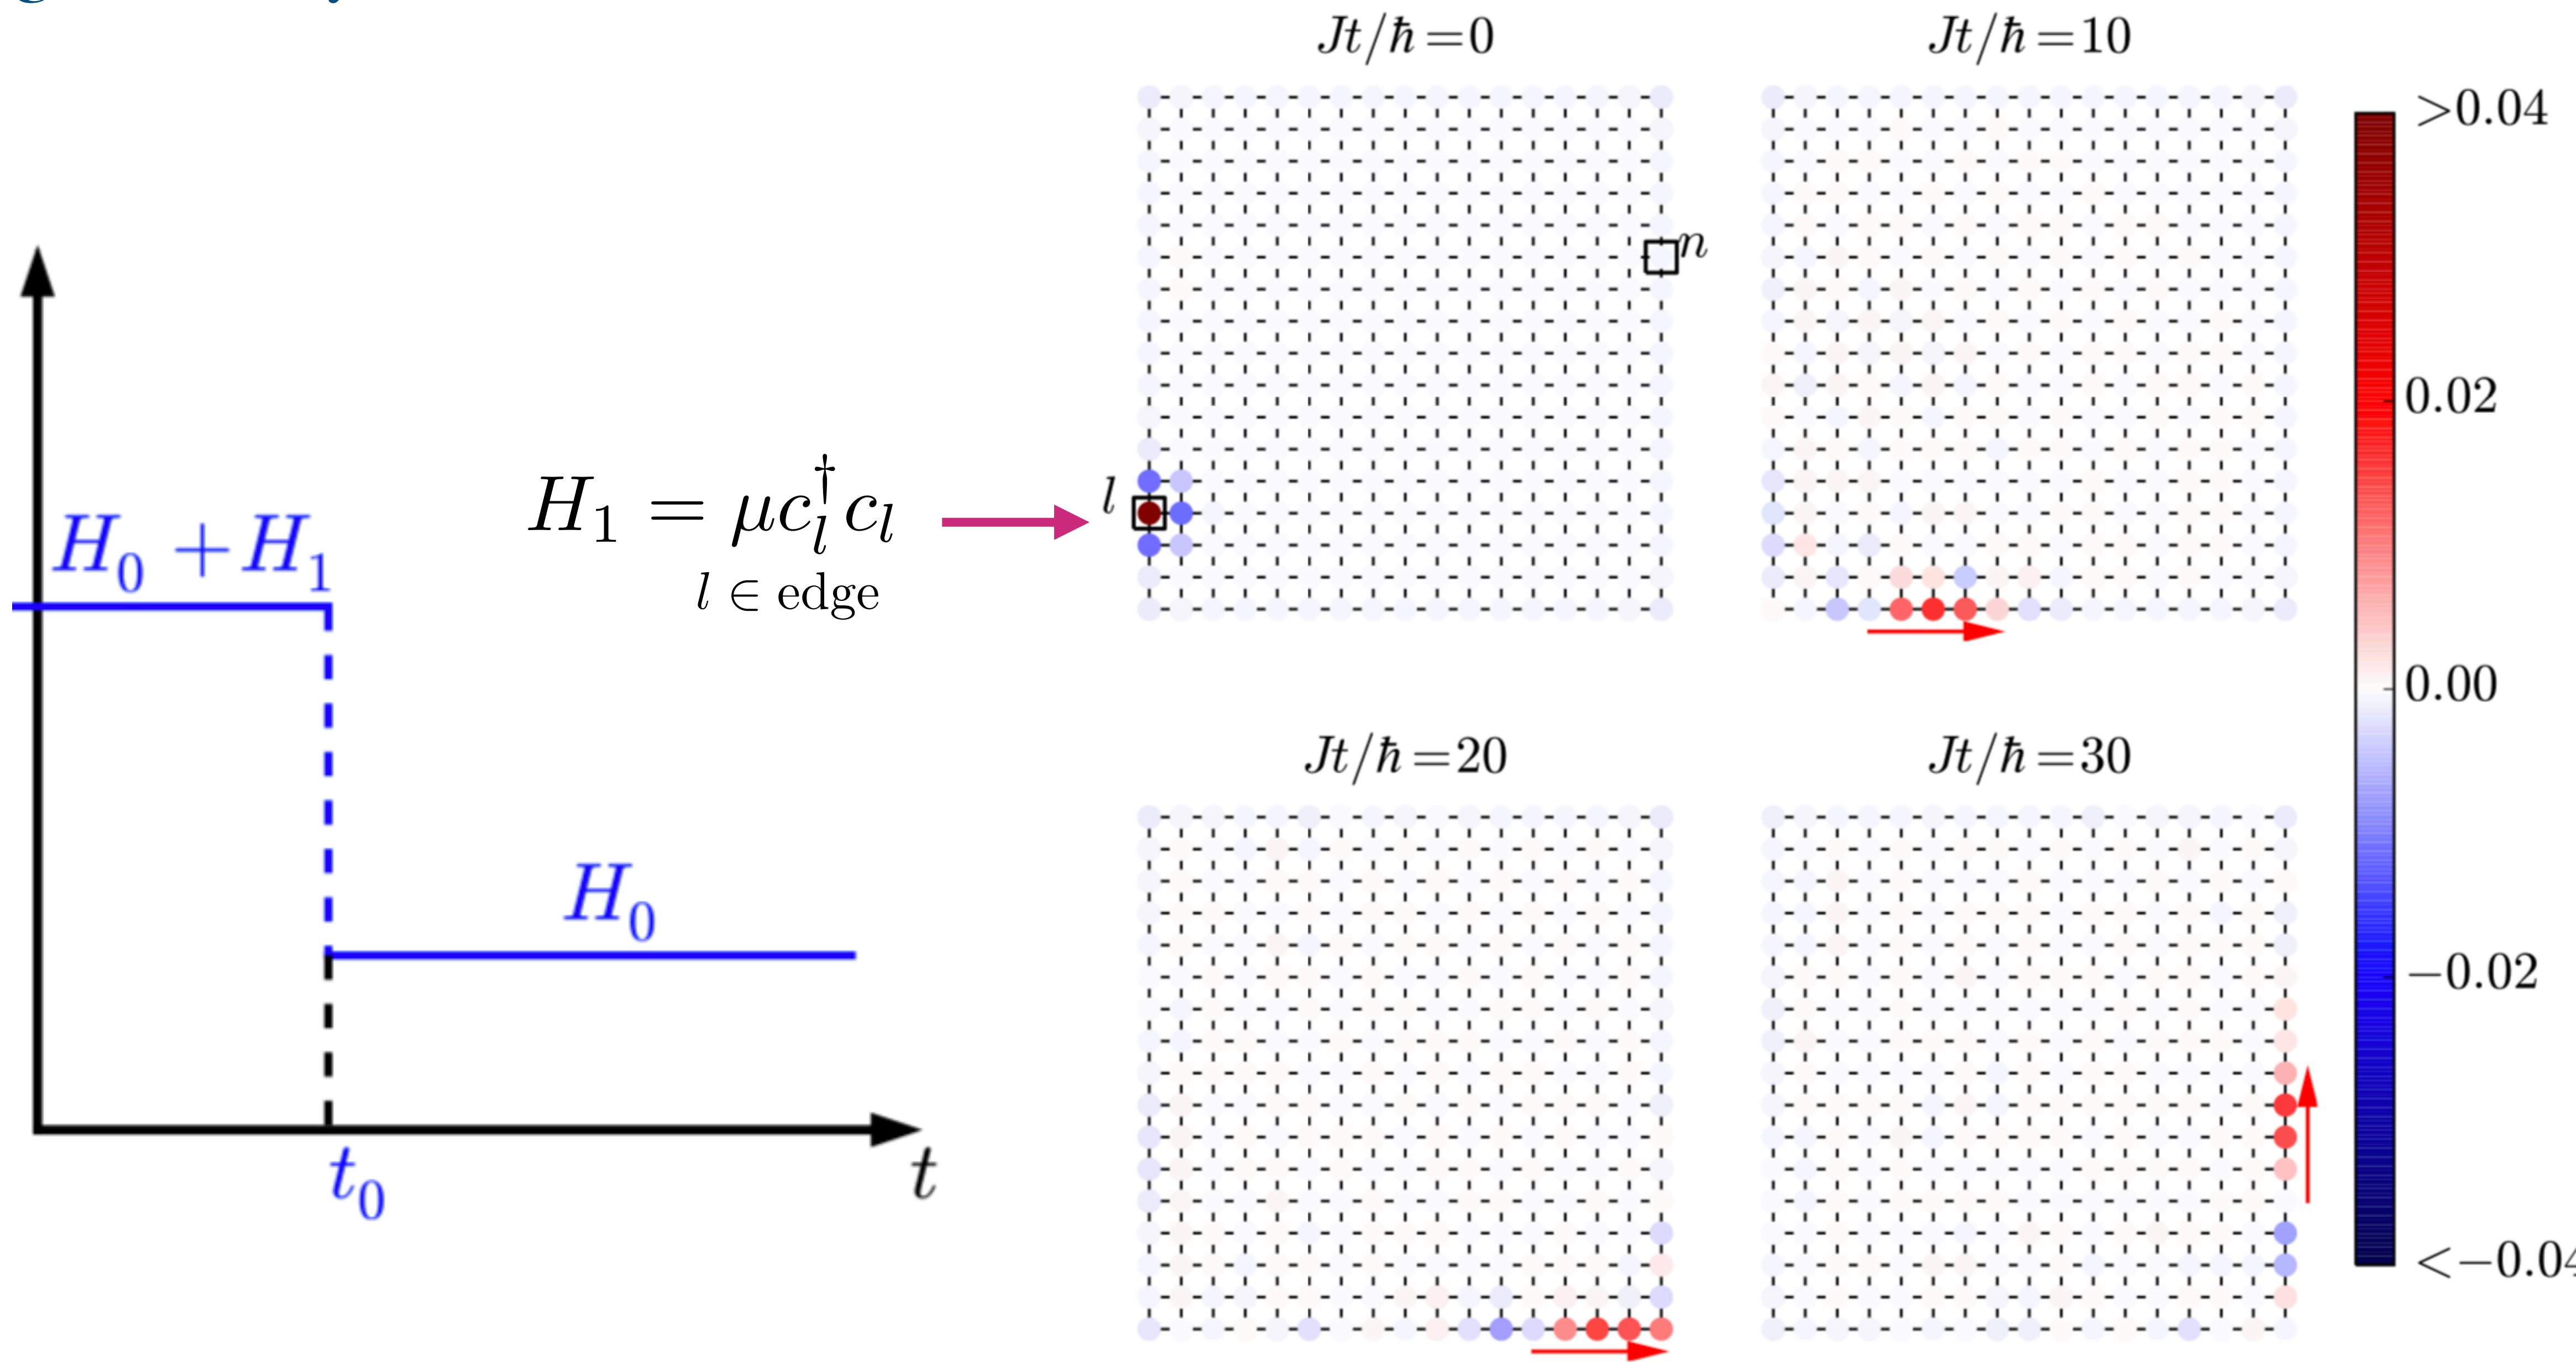 H₀ + H₁
H₀
t₀
t
H₁ = μc†ₗcₗ
l ∈ edge
Jt/ħ=0
l
n
Jt/ħ=10
Jt/ħ=20
Jt/ħ=30
>0.04
0.02
0.00
−0.02
<−0.04